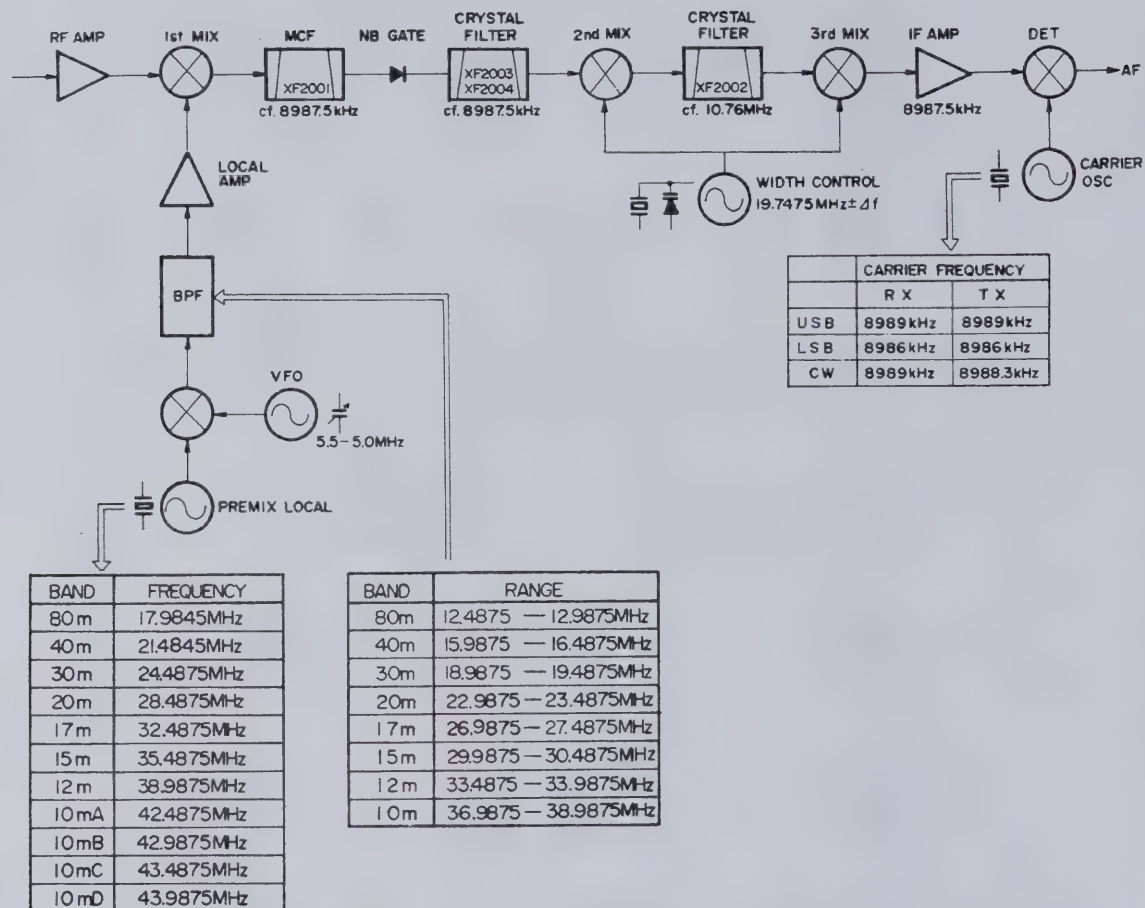 RF AMP
1st MIX
MCF
NB GATE
CRYSTAL
FILTER
2nd MIX
CRYSTAL
FILTER
3rd MIX
IF AMP
DET
XF2001
XF2003
XF2004
XF2002
AF
cf. 8987.5kHz
cf. 8987.5kHz
cf. 10.76MHz
8987.5kHz
LOCAL
AMP
WIDTH CONTROL
19.7475MHz±Δf
CARRIER
OSC
CARRIER FREQUENCY
RX TX
USB 8989kHz 8989kHz
LSB 8986kHz 8986kHz
CW 8989kHz 8988.3kHz
BPF
VFO
5.5–5.0MHz
PREMIX LOCAL
BAND FREQUENCY
80m 17.9845MHz
40m 21.4845MHz
30m 24.4875MHz
20m 28.4875MHz
17m 32.4875MHz
15m 35.4875MHz
12m 38.9875MHz
10mA 42.4875MHz
10mB 42.9875MHz
10mC 43.4875MHz
10mD 43.9875MHz
BAND RANGE
80m 12.4875 — 12.9875MHz
40m 15.9875 — 16.4875MHz
30m 18.9875 — 19.4875MHz
20m 22.9875 — 23.4875MHz
17m 26.9875 — 27.4875MHz
15m 29.9875 — 30.4875MHz
12m 33.4875 — 33.9875MHz
10m 36.9875 — 38.9875MHz